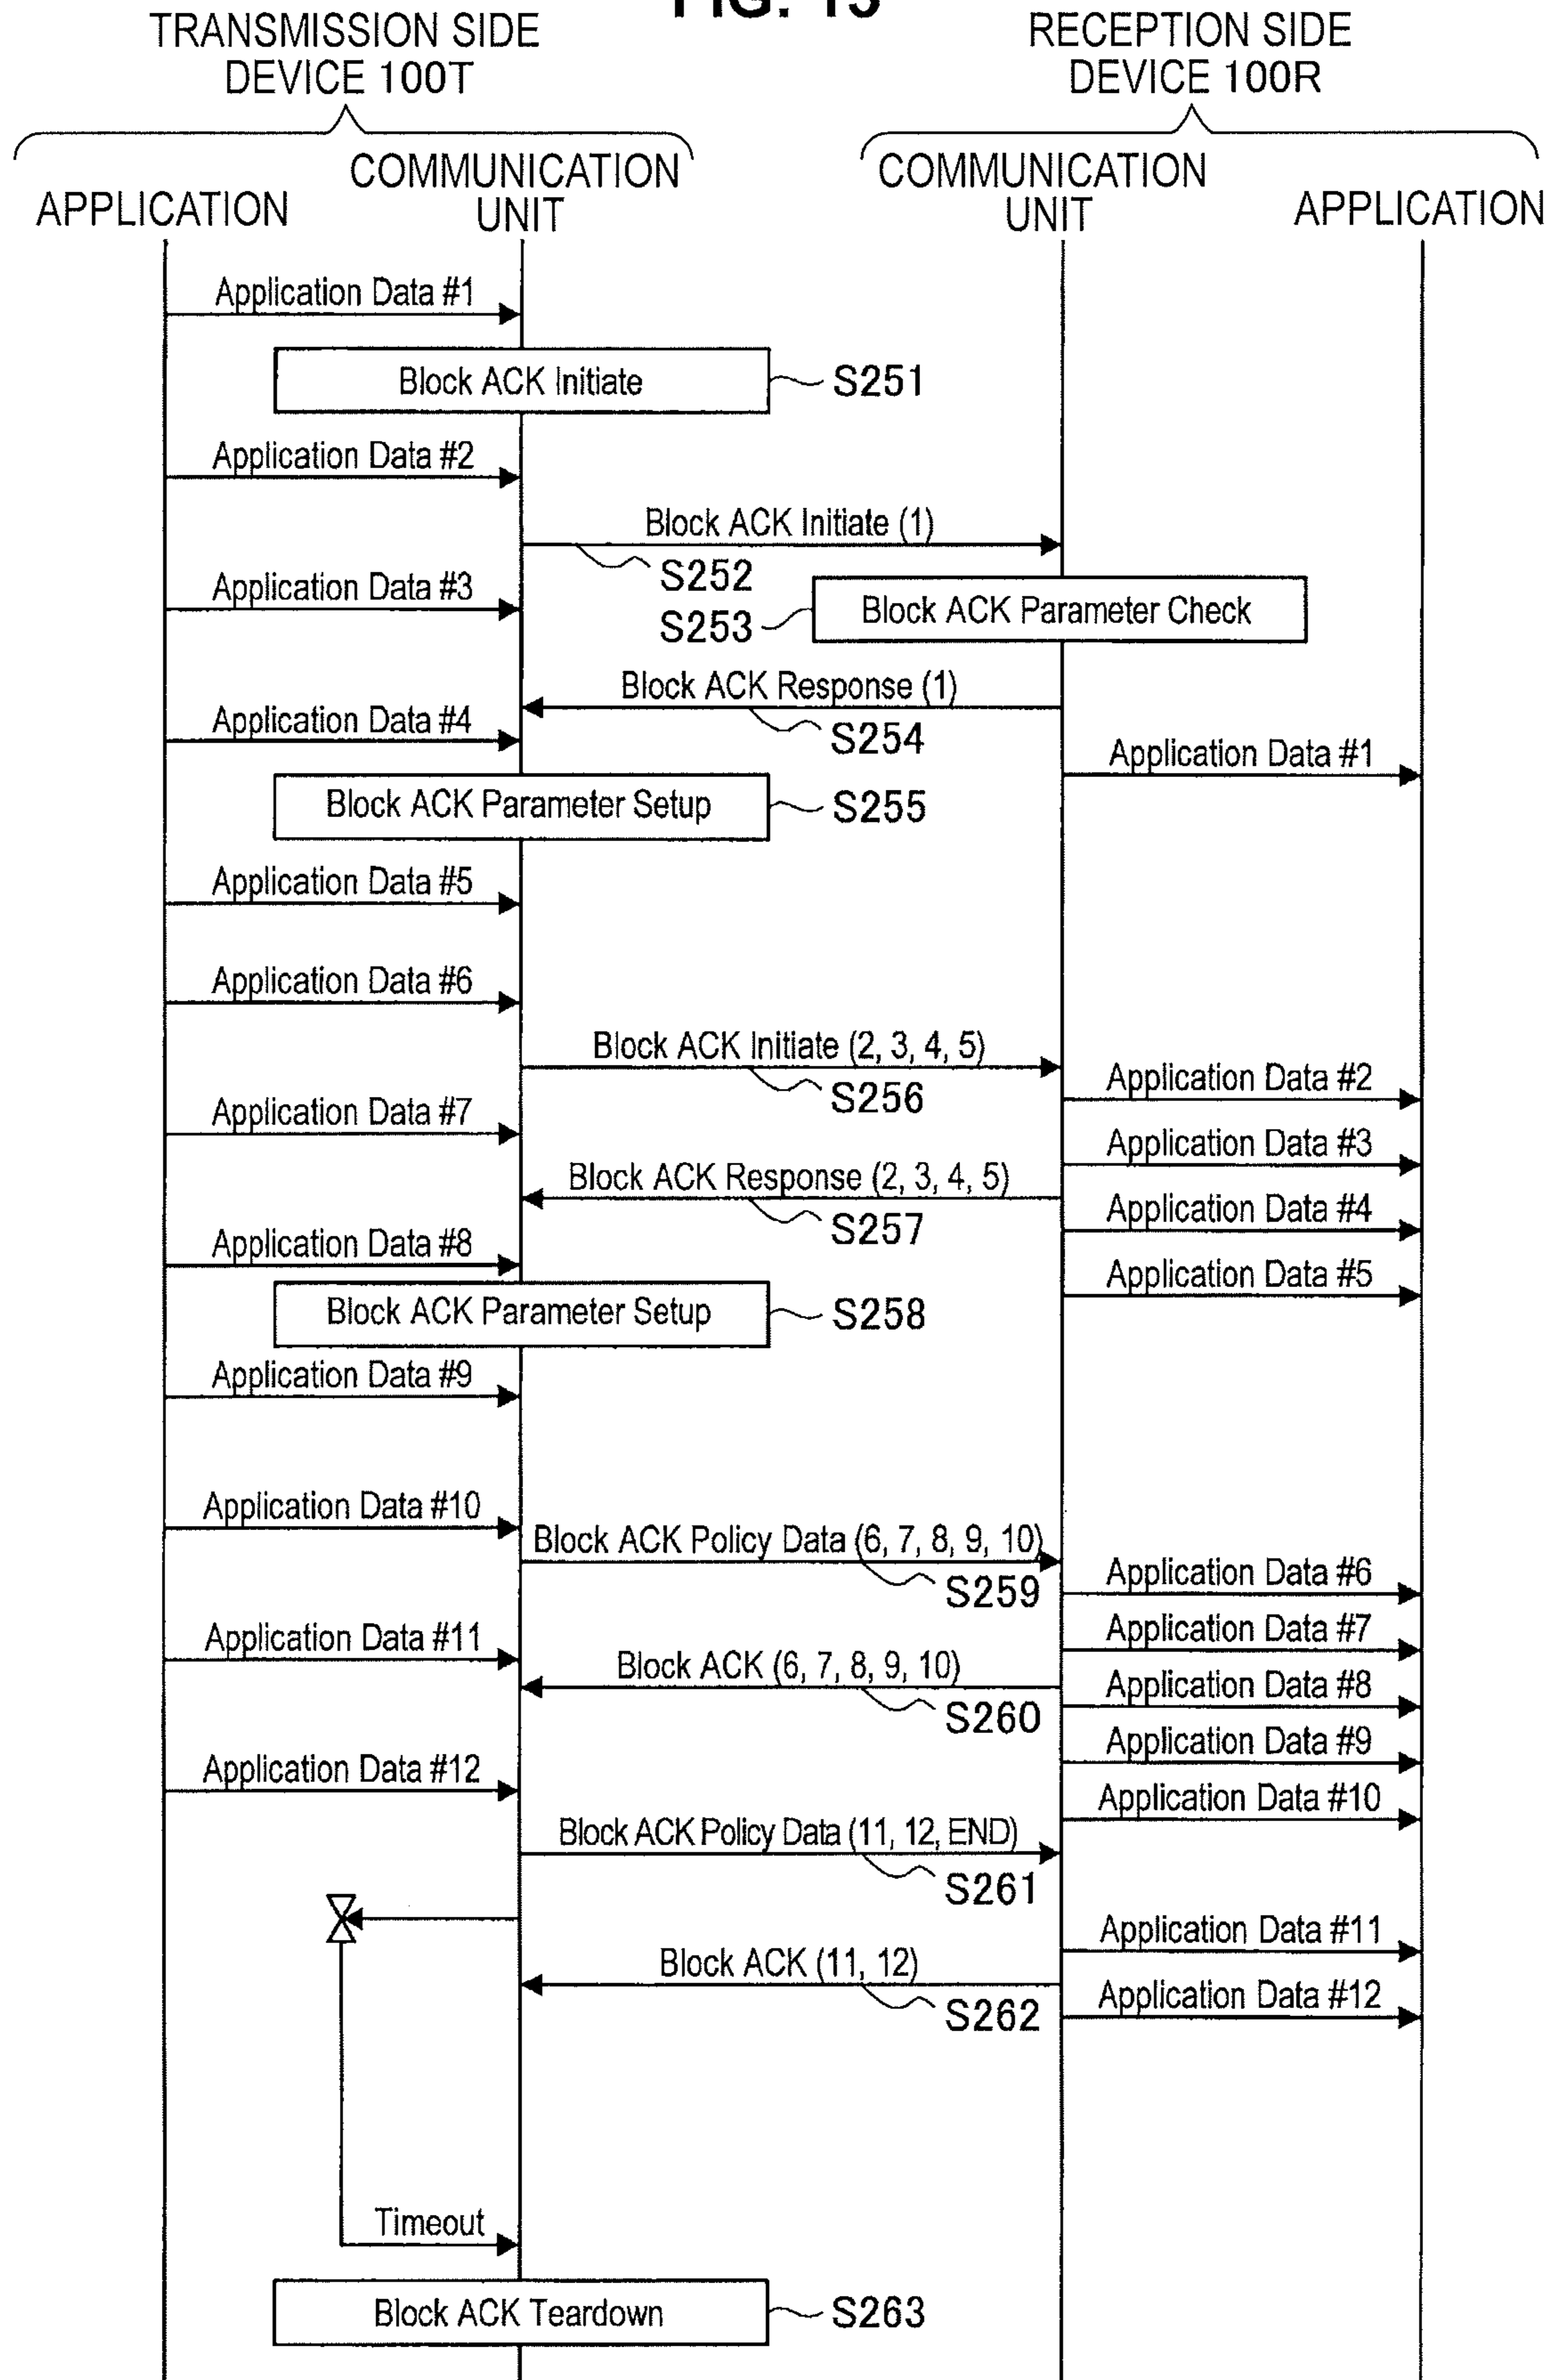 TRANSMISSION SIDE
DEVICE 100T
RECEPTION SIDE
DEVICE 100R
APPLICATION
COMMUNICATION
UNIT
COMMUNICATION
UNIT
APPLICATION
Application Data #1
Block ACK Initiate
S251
Application Data #2
Block ACK Initiate (1)
S252
Application Data #3
Block ACK Parameter Check
S253
Block ACK Response (1)
S254
Application Data #4
Application Data #1
Block ACK Parameter Setup
S255
Application Data #5
Application Data #6
Block ACK Initiate (2, 3, 4, 5)
S256
Application Data #2
Application Data #7
Application Data #3
Block ACK Response (2, 3, 4, 5)
S257
Application Data #4
Application Data #8
Application Data #5
Block ACK Parameter Setup
S258
Application Data #9
Application Data #10
Block ACK Policy Data (6, 7, 8, 9, 10)
S259
Application Data #6
Application Data #11
Application Data #7
Block ACK (6, 7, 8, 9, 10)
S260
Application Data #8
Application Data #9
Application Data #12
Application Data #10
Block ACK Policy Data (11, 12, END)
S261
Application Data #11
Block ACK (11, 12)
S262
Application Data #12
Timeout
Block ACK Teardown
S263